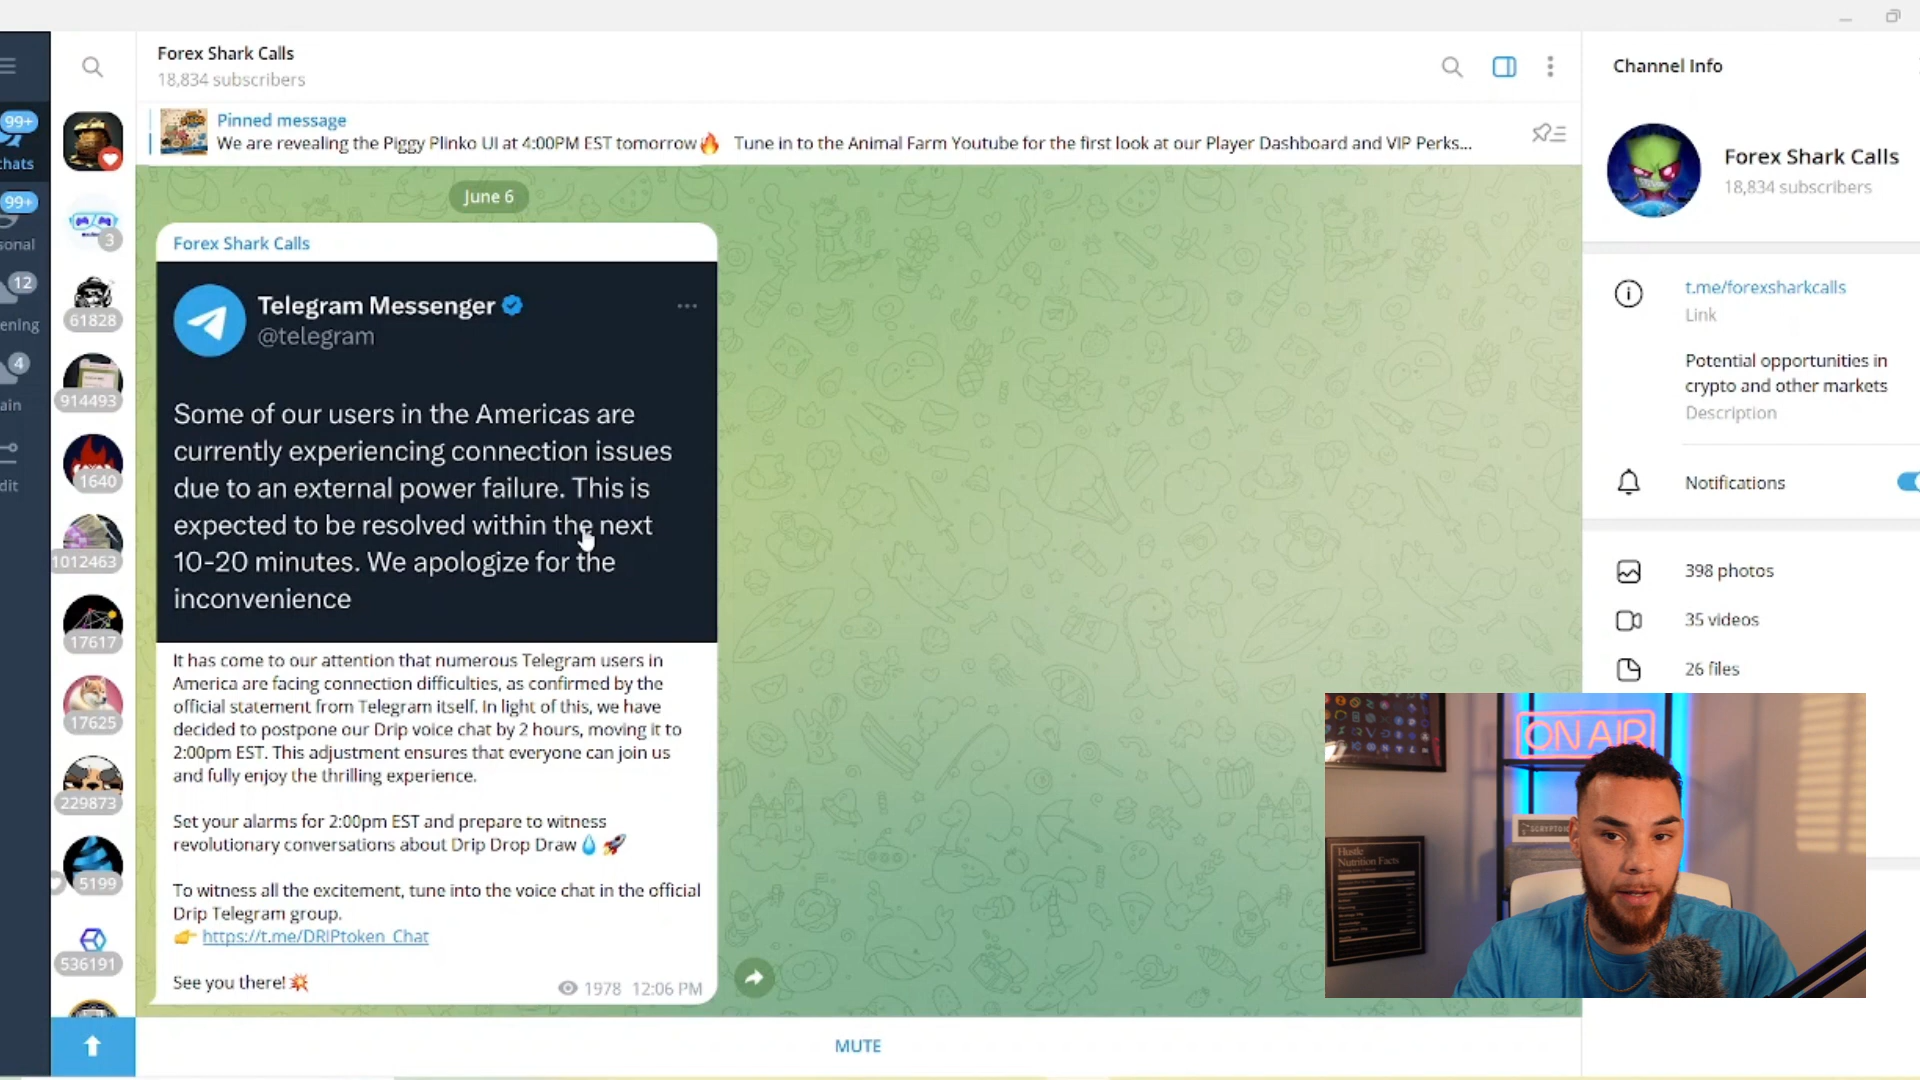 Forex Shark Calls
18,834 subscribers
Pinned message
We are revealing the Piggy Plinko UI at 4:00PM EST tomorrow🔥 Tune in to the Animal Farm Youtube for the first look at our Player Dashboard and VIP Perks...
99+
hats
99+
sonal
12
ening
4
ain
dit
3
61828
914493
1640
1012463
17617
17625
229873
5199
536191
June 6
Forex Shark Calls
Telegram Messenger
@telegram
Some of our users in the Americas are
currently experiencing connection issues
due to an external power failure. This is
expected to be resolved within the next
10-20 minutes. We apologize for the
inconvenience
It has come to our attention that numerous Telegram users in
America are facing connection difficulties, as confirmed by the
official statement from Telegram itself. In light of this, we have
decided to postpone our Drip voice chat by 2 hours, moving it to
2:00pm EST. This adjustment ensures that everyone can join us
and fully enjoy the thrilling experience.
Set your alarms for 2:00pm EST and prepare to witness
revolutionary conversations about Drip Drop Draw💧🚀
To witness all the excitement, tune into the voice chat in the official
Drip Telegram group.
👉 https://t.me/DRIPtoken_Chat
See you there!💥
1978 12:06 PM
MUTE
Channel Info
Forex Shark Calls
18,834 subscribers
t.me/forexsharkcalls
Link
Potential opportunities in
crypto and other markets
Description
Notifications
398 photos
35 videos
26 files
ON AIR
Hustle
Nutrition Facts